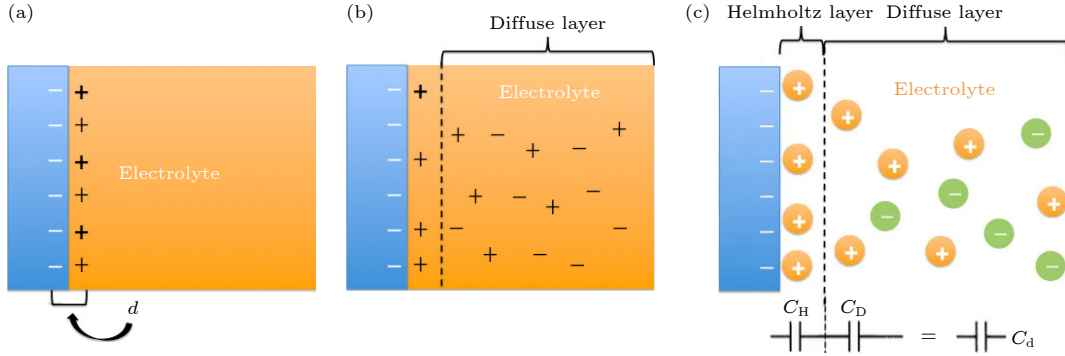 (a)
Electrolyte
d
(b)
Diffuse layer
Electrolyte
(c)
Helmholtz layer
Diffuse layer
Electrolyte
C_H
C_D
= C_d